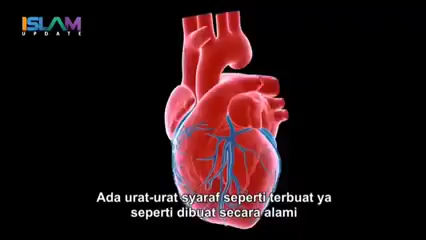 ISLAM
UPDATE
Ada urat-urat syaraf seperti terbuat ya
seperti dibuat secara alami